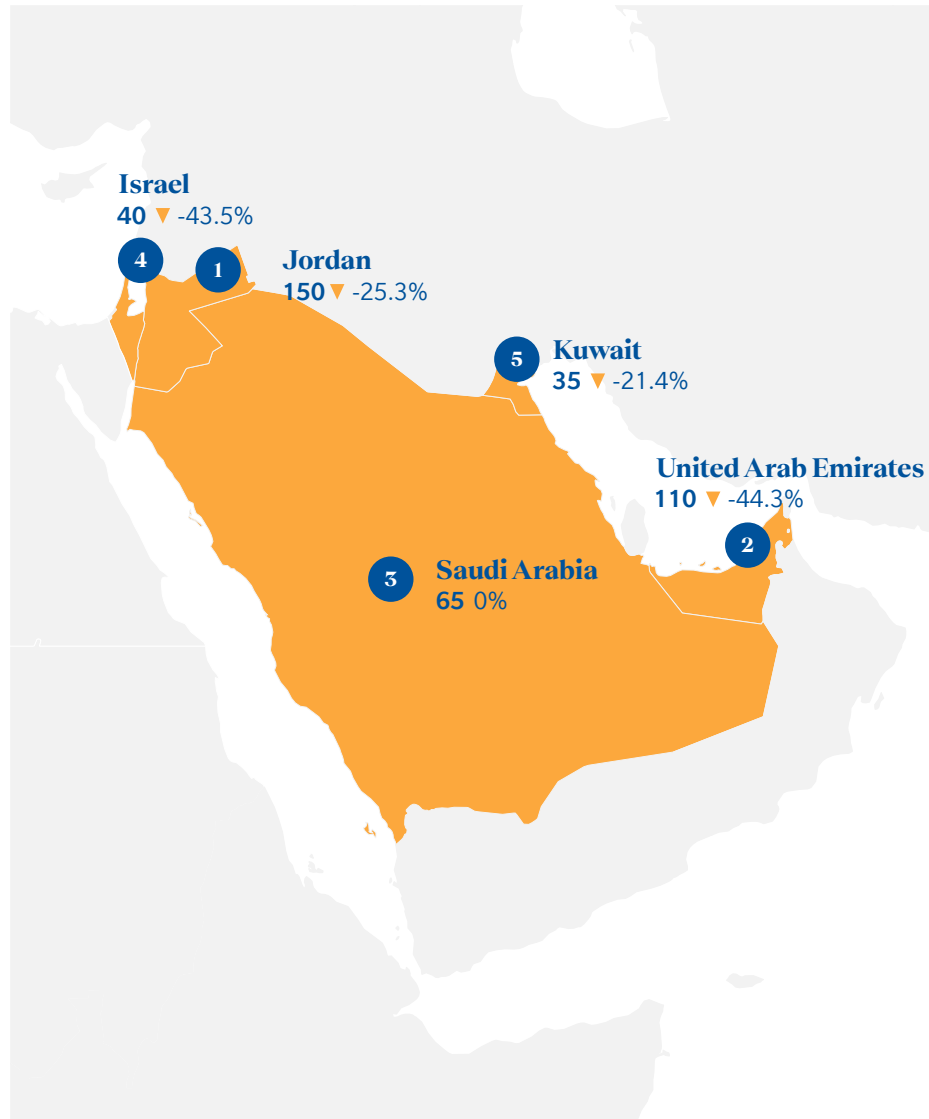 Israel
40 ▼ -43.5%
4
1
Jordan
150 ▼ -25.3%
5
Kuwait
35 ▼ -21.4%
United Arab Emirates
110 ▼ -44.3%
2
3
Saudi Arabia
65 0%